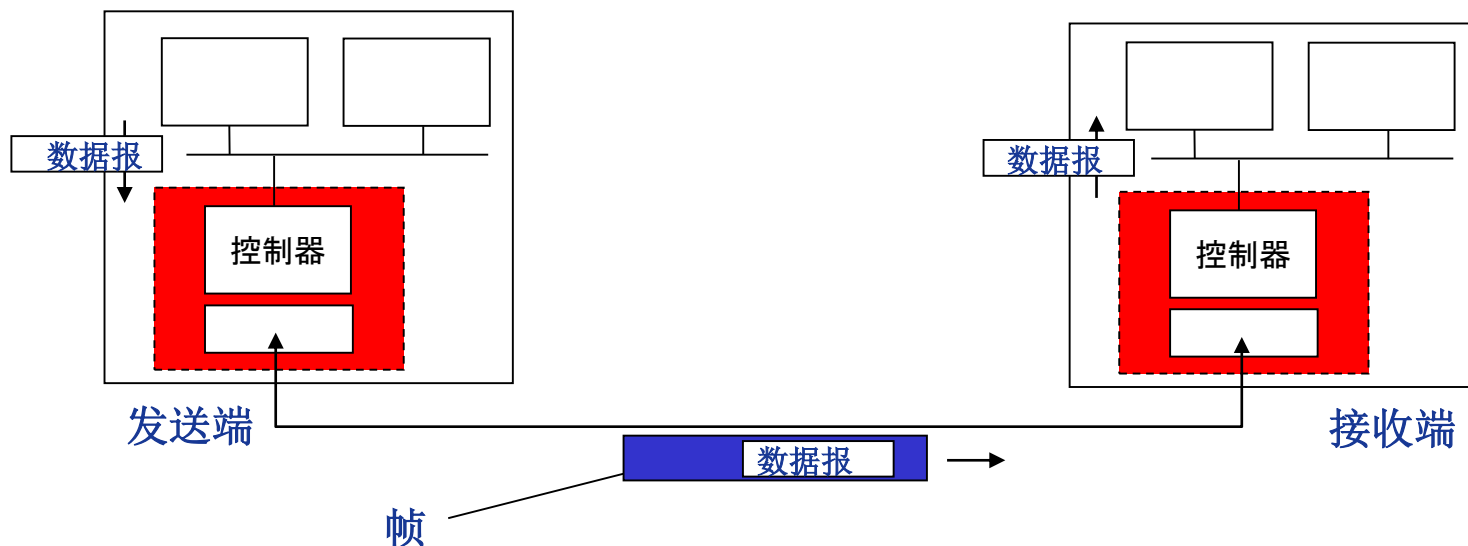 数据报
数据报
控制器
控制器
发送端
接收端
数据报
帧